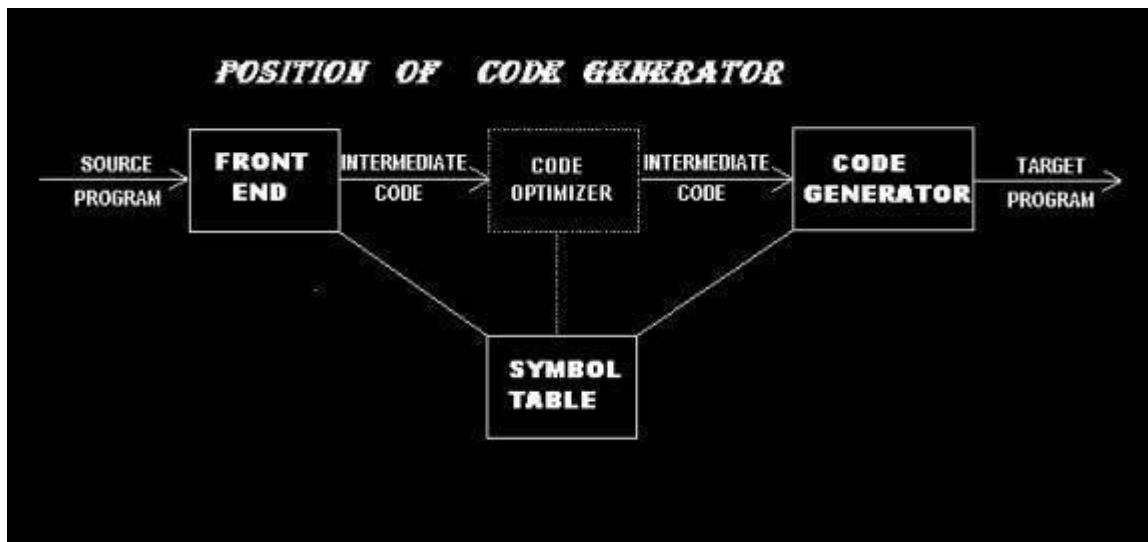 POSITION OF CODE GENERATOR
SOURCE
PROGRAM
FRONT
END
INTERMEDIATE
CODE
CODE
OPTIMIZER
INTERMEDIATE
CODE
CODE
GENERATOR
TARGET
PROGRAM
SYMBOL
TABLE